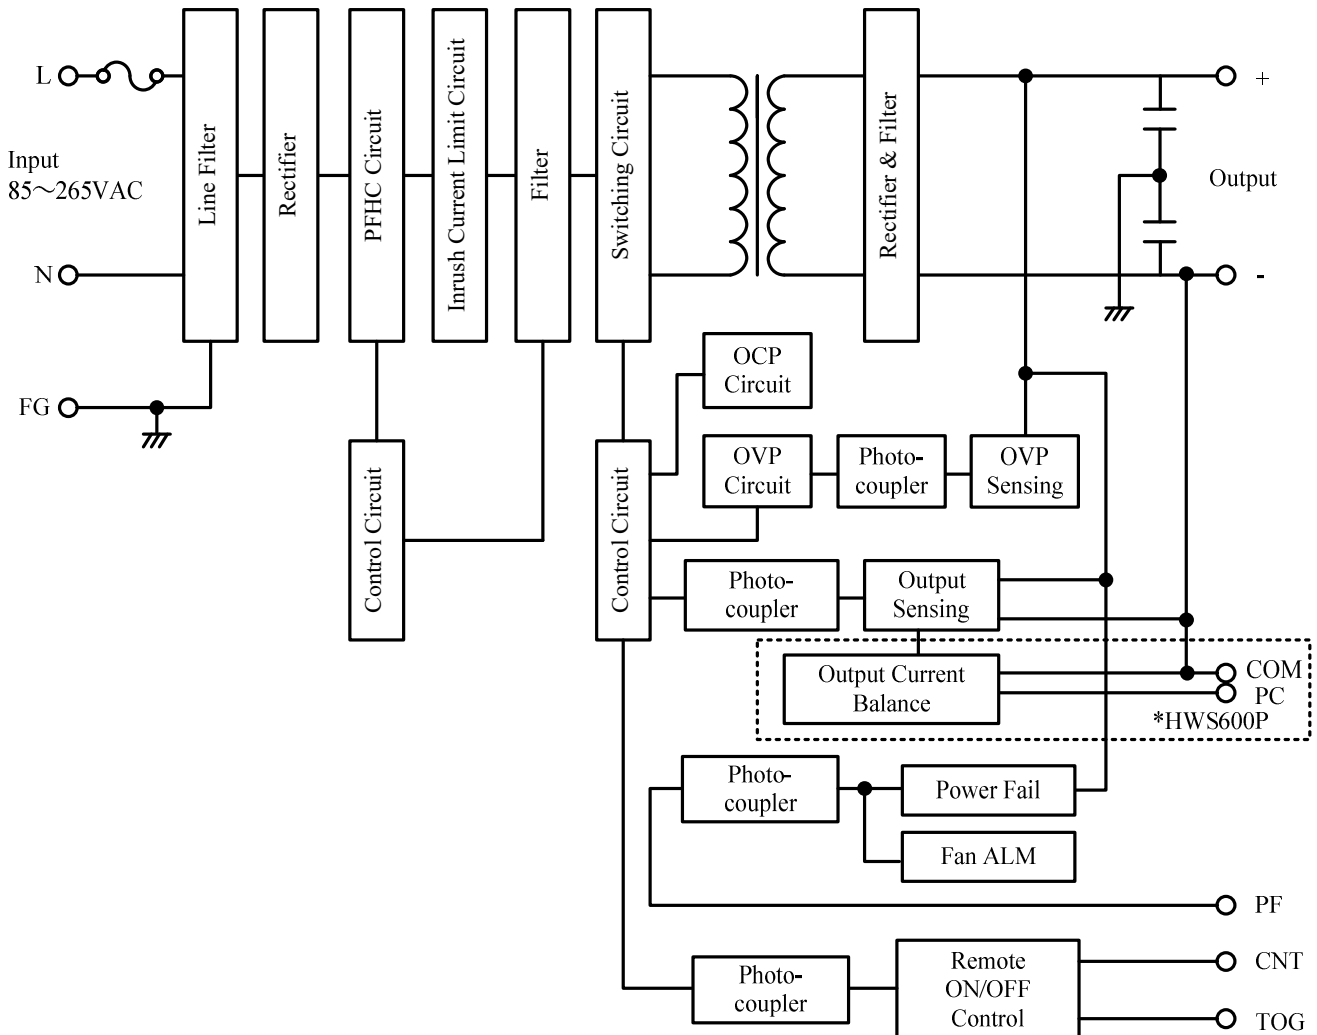 L
Input
85～265VAC
N
FG
Line Filter
Rectifier
PFHC Circuit
Inrush Current Limit Circuit
Filter
Switching Circuit
Rectifier & Filter
+
Output
-
Control Circuit
Control Circuit
OCP
Circuit
OVP
Circuit
Photo-
coupler
OVP
Sensing
Photo-
coupler
Output
Sensing
Output Current
Balance
COM
PC
*HWS600P
Photo-
coupler
Power Fail
Fan ALM
PF
Photo-
coupler
Remote
ON/OFF
Control
CNT
TOG